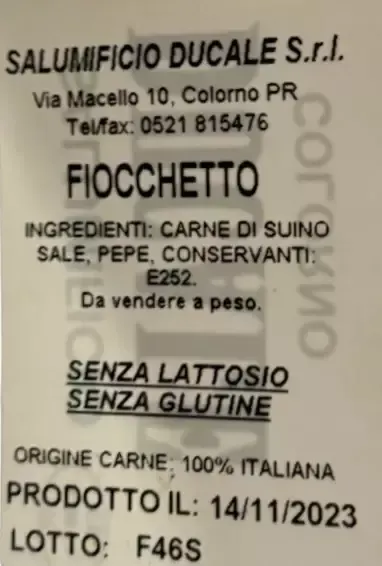 SALUMIFICIO DUCALE S.r.l.
Via Macello 10, Colorno PR
Tel/fax: 0521 815476
FIOCCHETTO
INGREDIENTI: CARNE DI SUINO
SALE, PEPE, CONSERVANTI:
E252.
Da vendere a peso.
SENZA LATTOSIO
SENZA GLUTINE
ORIGINE CARNE: 100% ITALIANA
PRODOTTO IL: 14/11/2023
LOTTO: F46S
COLORNO